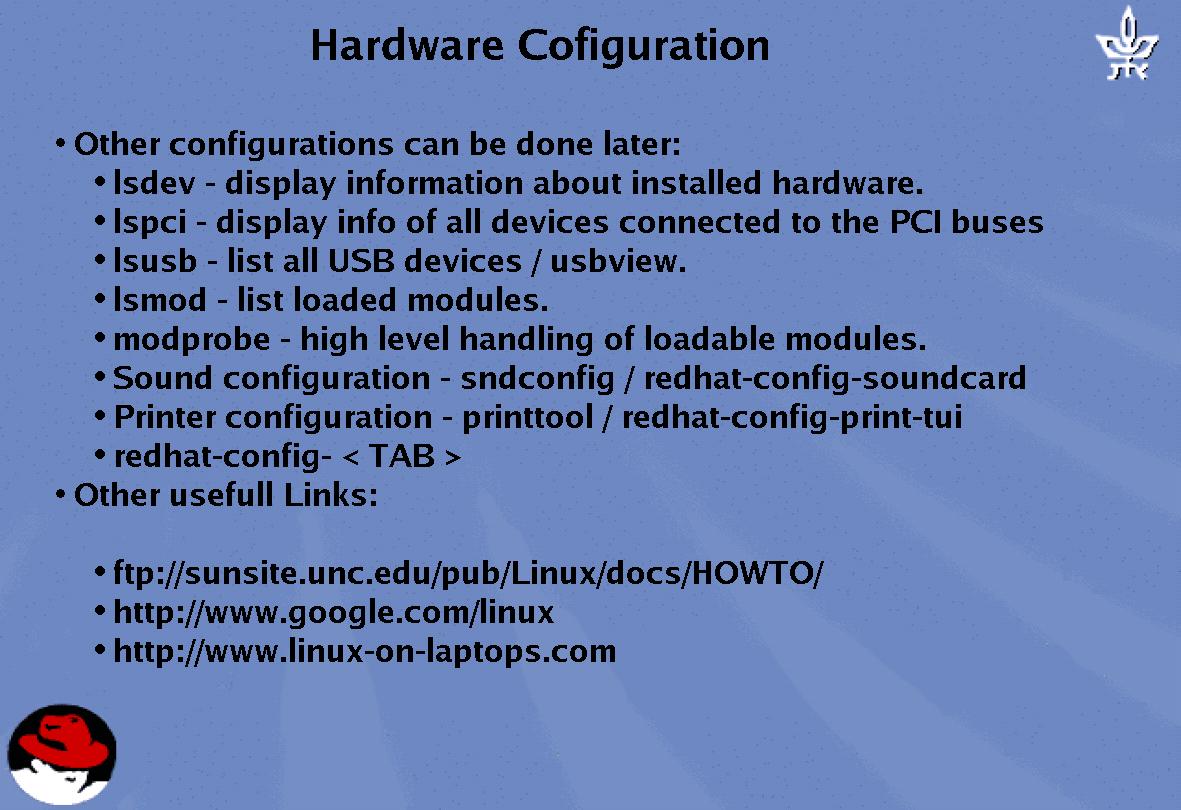 Hardware Cofiguration
• Other configurations can be done later:
• lsdev - display information about installed hardware.
• lspci - display info of all devices connected to the PCI buses
• lsusb - list all USB devices / usbview.
• lsmod - list loaded modules.
• modprobe - high level handling of loadable modules.
• Sound configuration - sndconfig / redhat-config-soundcard
• Printer configuration - printtool / redhat-config-print-tui
• redhat-config- < TAB >
• Other usefull Links:
• ftp://sunsite.unc.edu/pub/Linux/docs/HOWTO/
• http://www.google.com/linux
• http://www.linux-on-laptops.com